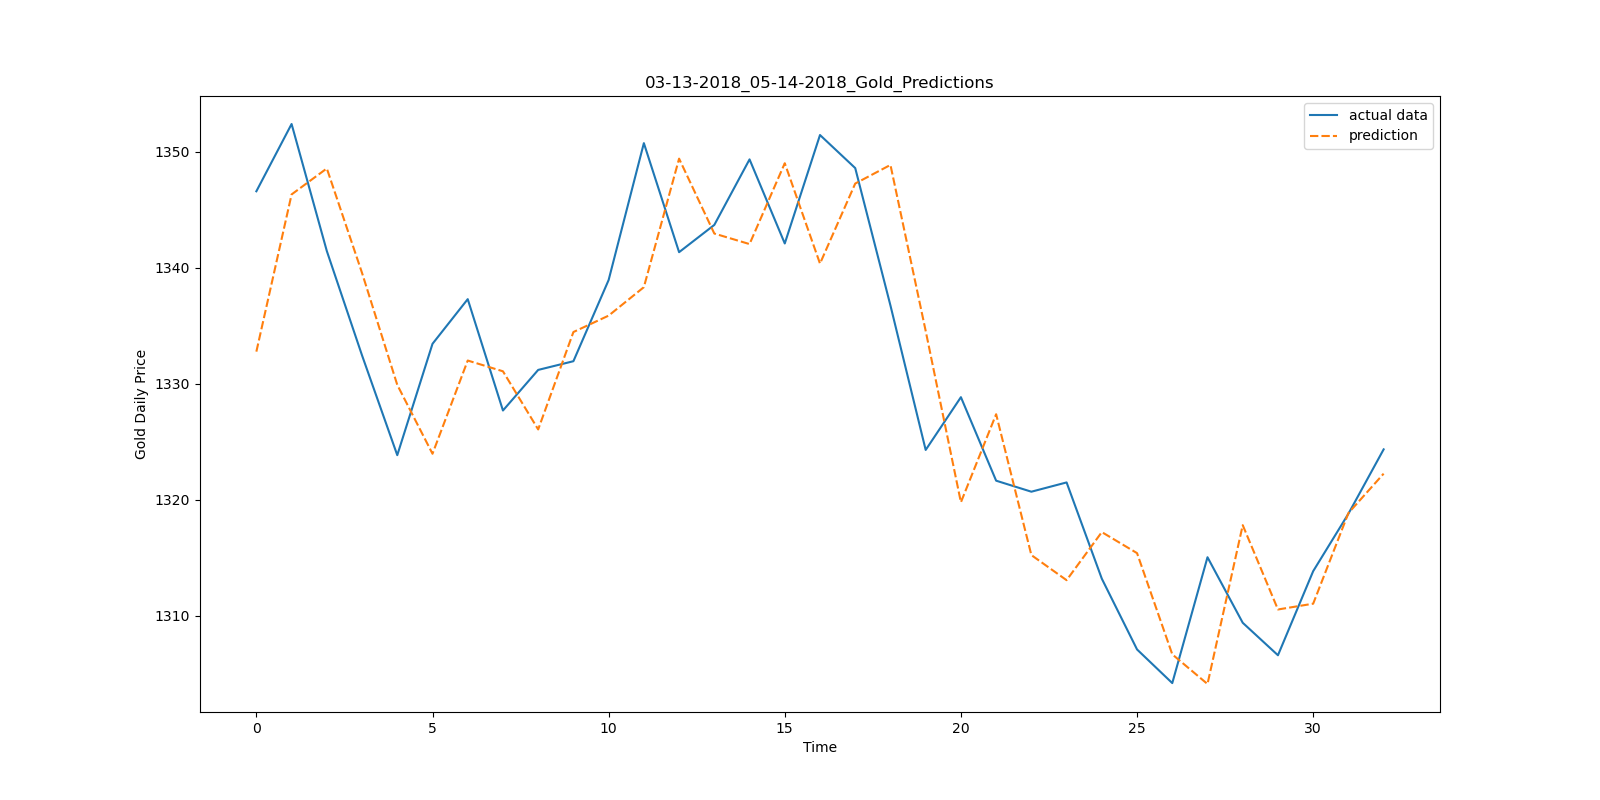 03-13-2018_05-14-2018_Gold_Predictions
actual data
prediction
Gold Daily Price
1350
1340
1330
1320
1310
0 5 10 15 20 25 30
Time